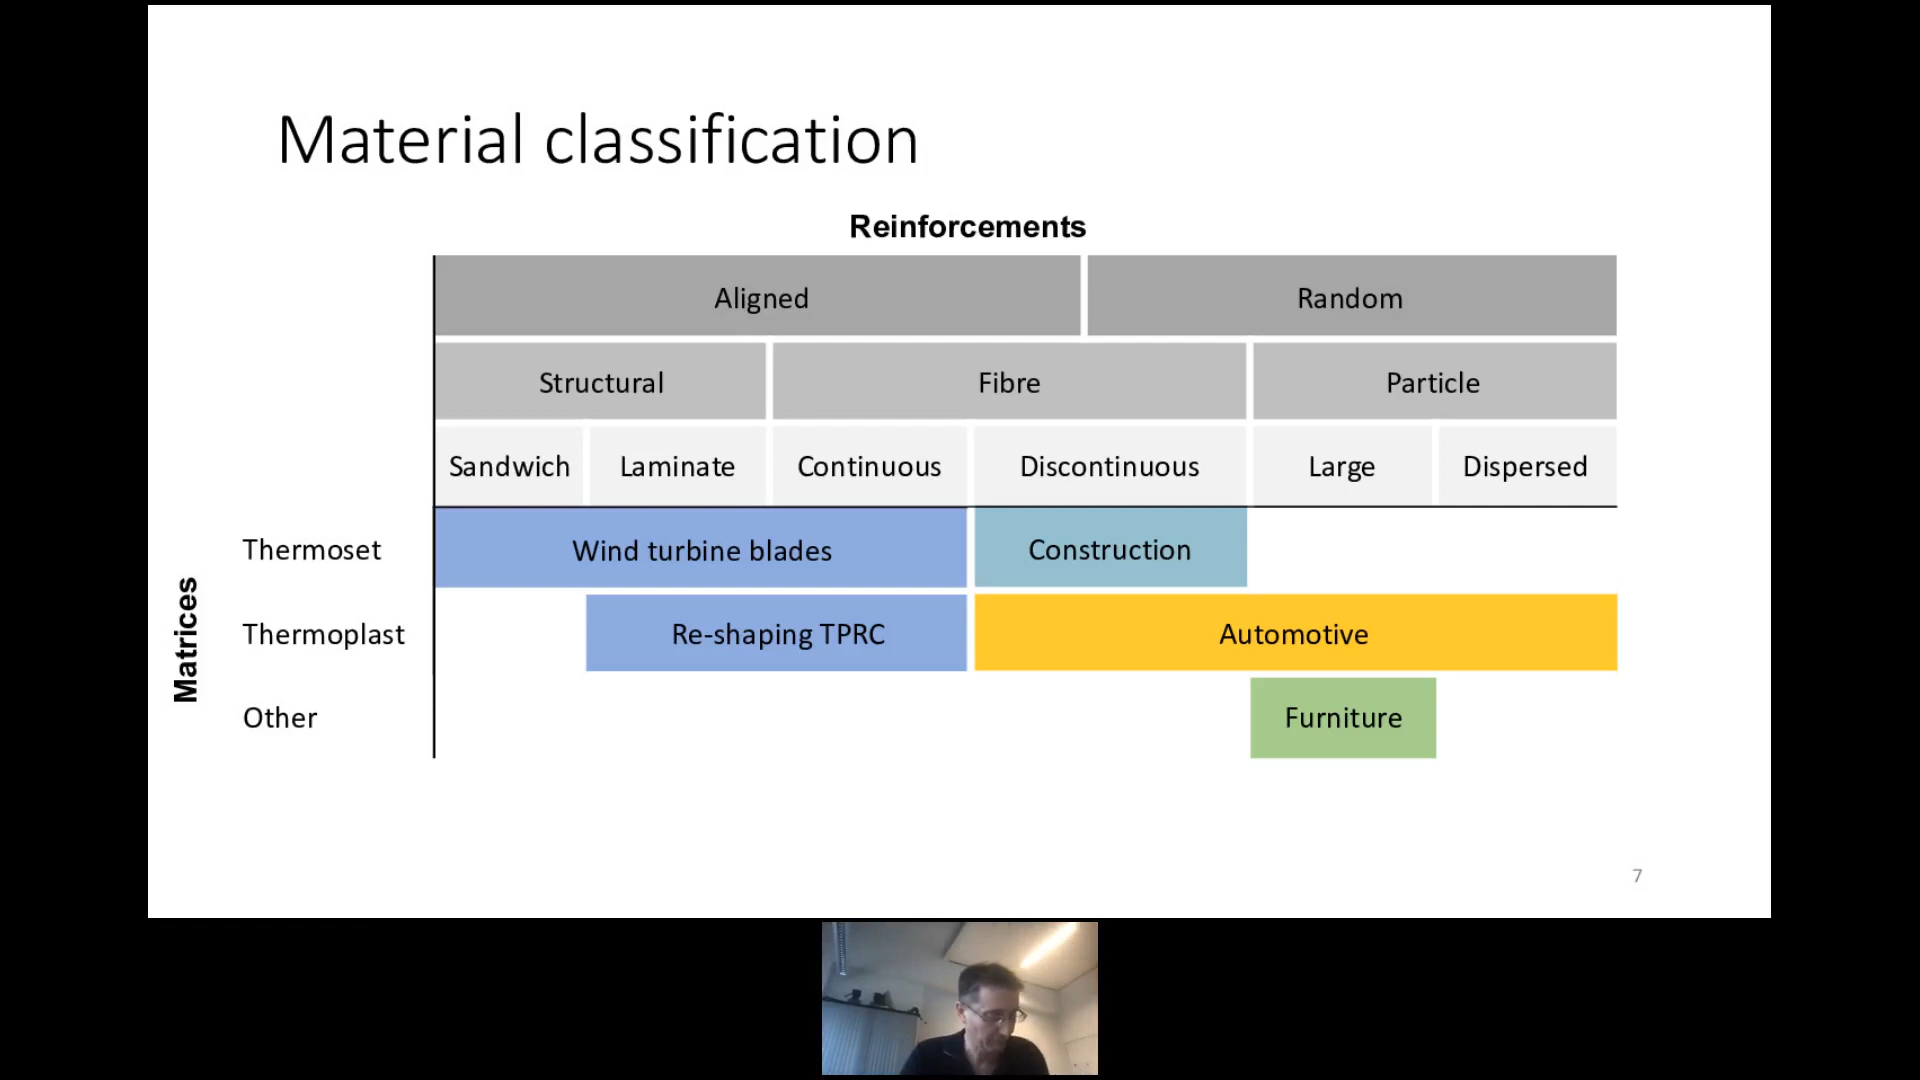 Material classification
Reinforcements
Aligned Random
Structural Fibre Particle
Sandwich Laminate Continuous Discontinuous Large Dispersed
Thermoset Wind turbine blades Construction
Matrices
Thermoplast Re-shaping TPRC Automotive
Other Furniture
7